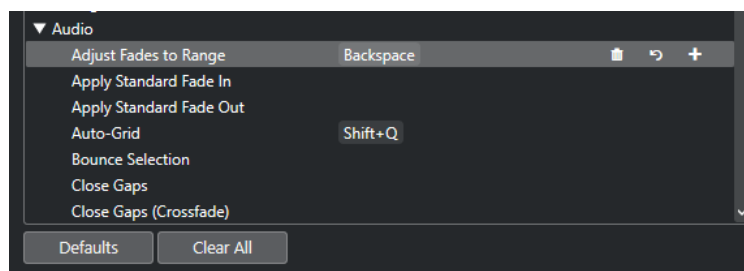 Audio
Adjust Fades to Range Backspace
Apply Standard Fade In
Apply Standard Fade Out
Auto-Grid Shift+Q
Bounce Selection
Close Gaps
Close Gaps (Crossfade)
Defaults Clear All